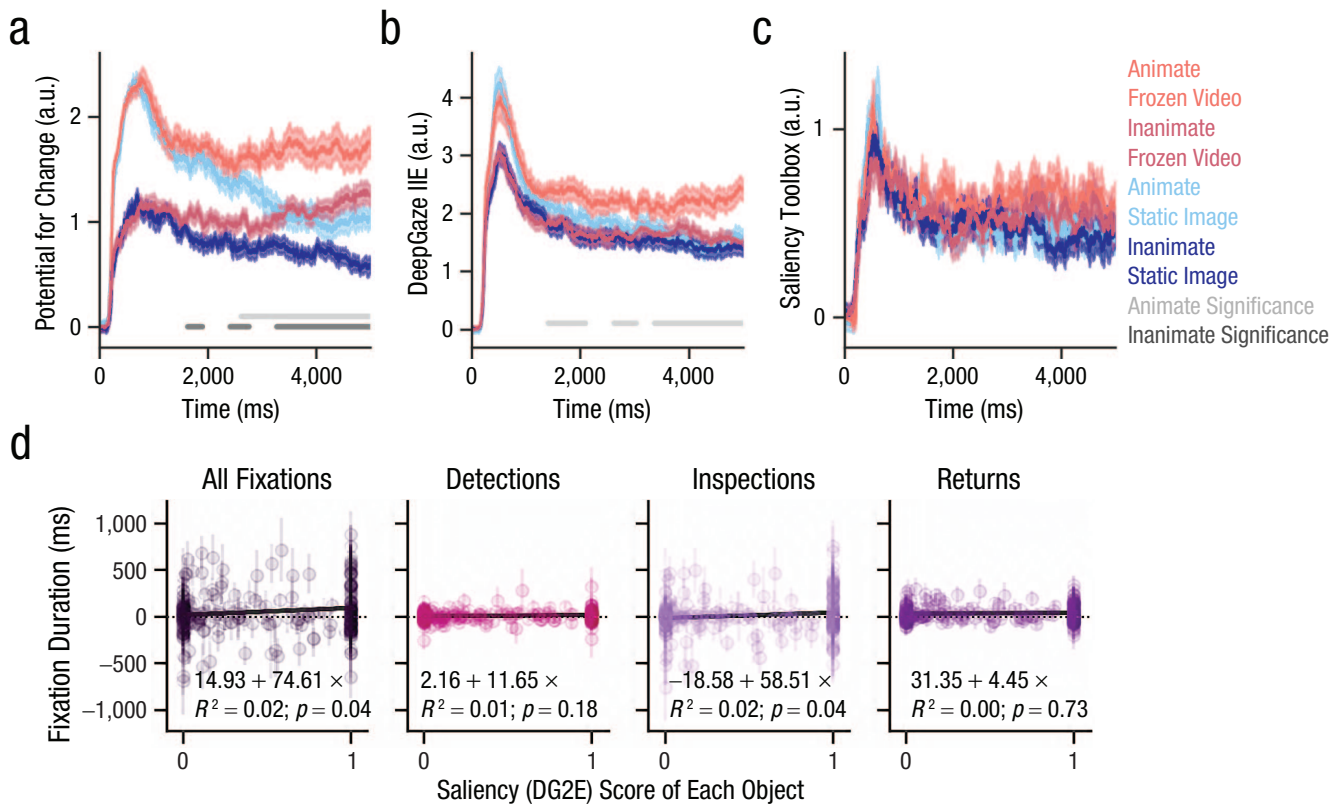 a
Potential for Change (a.u.)
2
1
0
0
2,000
4,000
Time (ms)
b
DeepGaze IIE (a.u.)
4
3
2
1
0
0
2,000
4,000
Time (ms)
c
Saliency Toolbox (a.u.)
1
0
0
2,000
4,000
Time (ms)
Animate
Frozen Video
Inanimate
Frozen Video
Animate
Static Image
Inanimate
Static Image
Animate Significance
Inanimate Significance
d
Fixation Duration (ms)
1,000
500
0
−500
−1,000
All Fixations
14.93 + 74.61 ×
R² = 0.02; p = 0.04
0
1
Detections
2.16 + 11.65 ×
R² = 0.01; p = 0.18
0
1
Inspections
−18.58 + 58.51 ×
R² = 0.02; p = 0.04
0
1
Returns
31.35 + 4.45 ×
R² = 0.00; p = 0.73
0
1
Saliency (DG2E) Score of Each Object